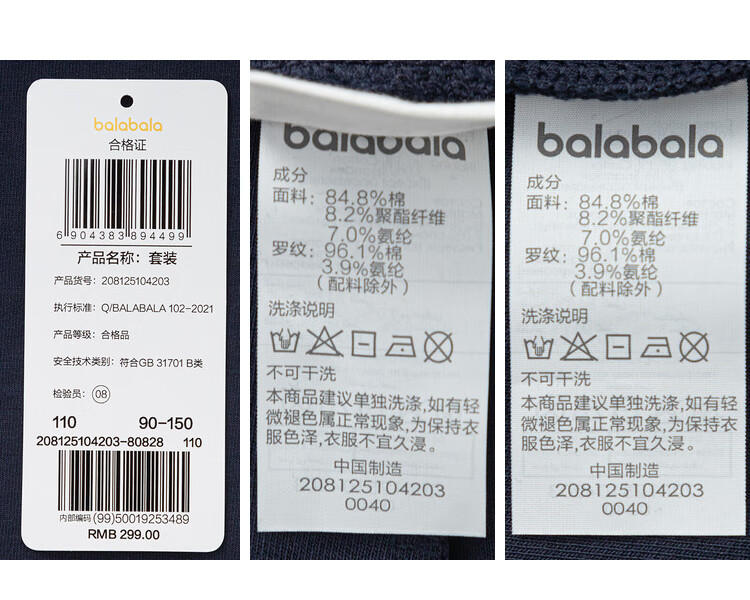 balabala
合格证
6 904383 894499
产品名称：套装
产品货号：208125104203
执行标准：Q/BALABALA 102-2021
产品等级：合格品
安全技术类别：符合GB 31701 B类
检验员：08
110 90-150
208125104203-80828 110
内部编码 (99)50019253489
RMB 299.00
balabala
成分
面料：84.8%棉
8.2%聚酯纤维
7.0%氨纶
罗纹：96.1%棉
3.9%氨纶
（配料除外）
洗涤说明
不可干洗
本商品建议单独洗涤,如有轻
微褪色属正常现象,为保持衣
服色泽,衣服不宜久浸。
中国制造
208125104203
0040
balabala
成分
面料：84.8%棉
8.2%聚酯纤维
7.0%氨纶
罗纹：96.1%棉
3.9%氨纶
（配料除外）
洗涤说明
不可干洗
本商品建议单独洗涤,如有轻
微褪色属正常现象,为保持衣
服色泽,衣服不宜久浸。
中国制造
208125104203
0040